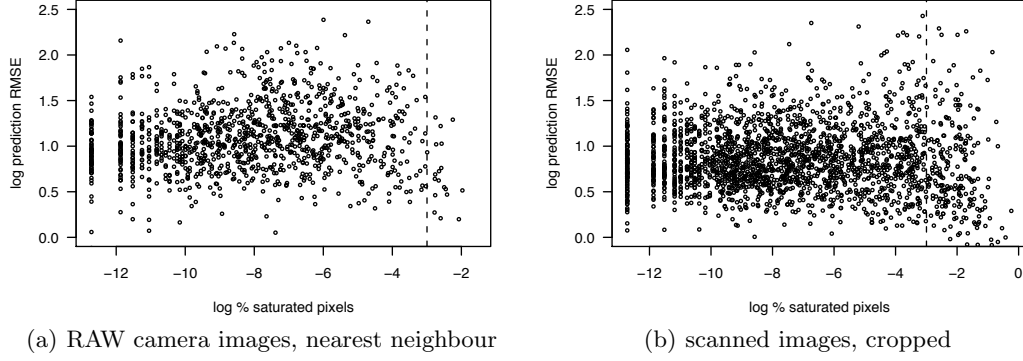 2.5
2.0
1.5
1.0
0.5
0.0
log prediction RMSE
−12 −10 −8 −6 −4 −2
log % saturated pixels
(a) RAW camera images, nearest neighbour
2.5
2.0
1.5
1.0
0.5
0.0
log prediction RMSE
−12 −10 −8 −6 −4 −2 0
log % saturated pixels
(b) scanned images, cropped